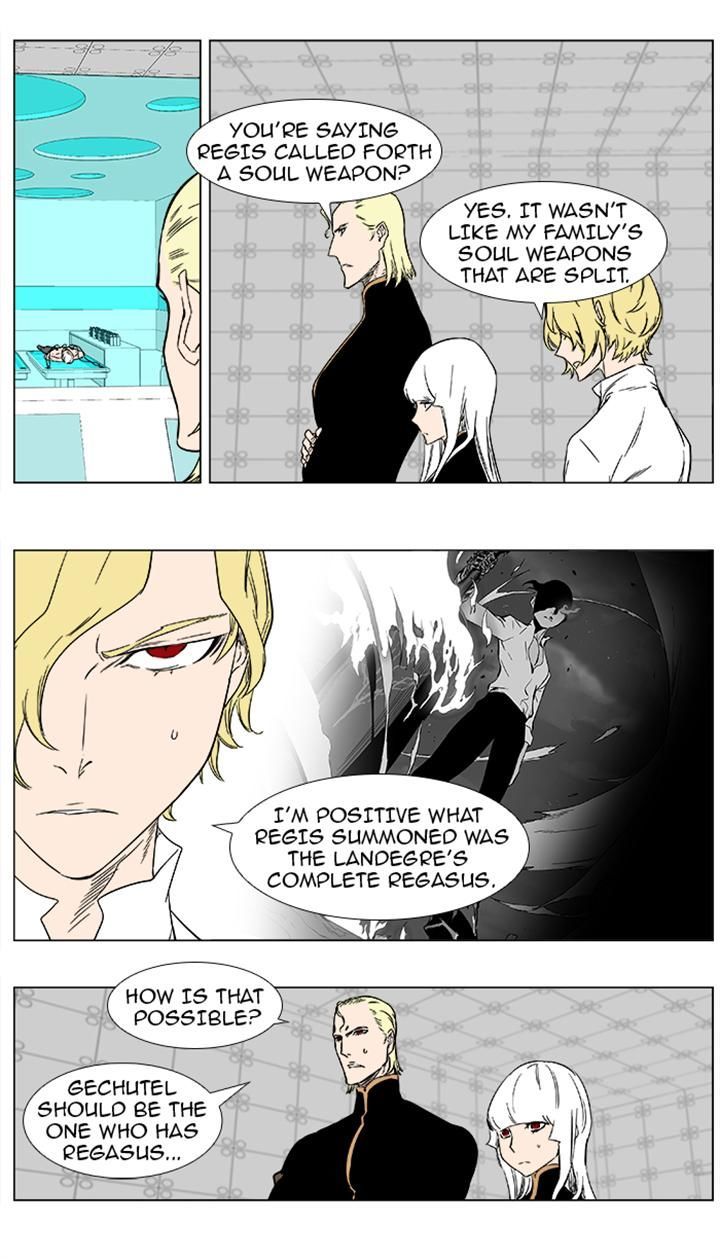 YOU'RE SAYING
REGIS CALLED FORTH
A SOUL WEAPON?
YES. IT WASN'T
LIKE MY FAMILY'S
SOUL WEAPONS
THAT ARE SPLIT.
I'M POSITIVE WHAT
REGIS SUMMONED WAS
THE LANDEGRE'S
COMPLETE REGASUS.
HOW IS THAT
POSSIBLE?
GECHUTEL
SHOULD BE THE
ONE WHO HAS
REGASUS...